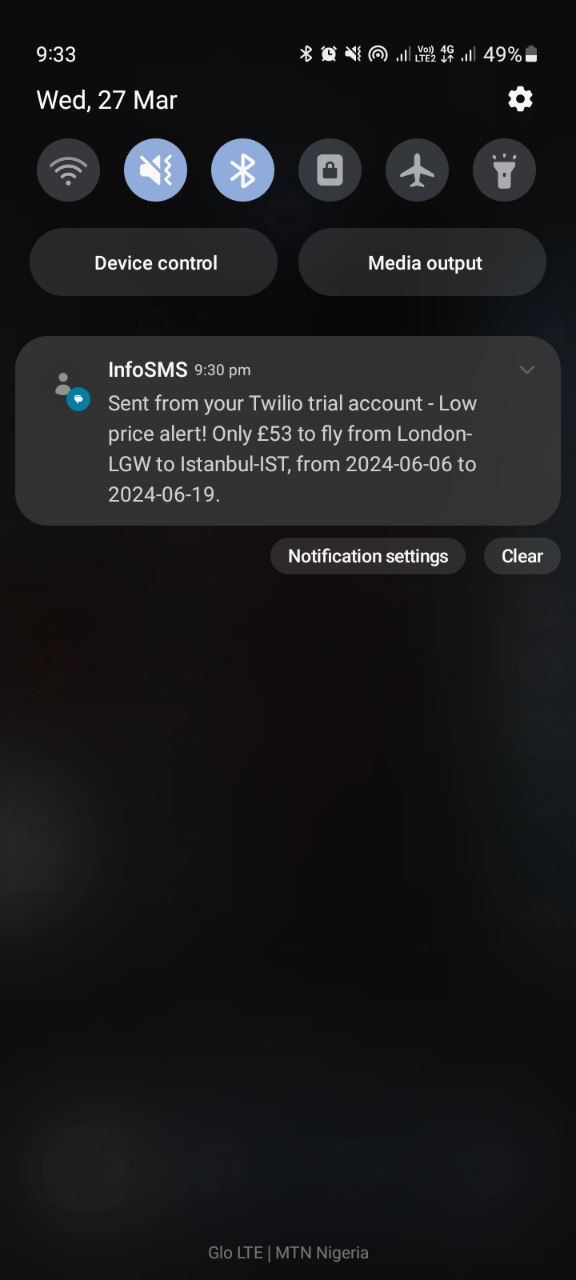 9:33 Vo) LTE2 4G 49%
Wed, 27 Mar
Device control Media output
InfoSMS 9:30 pm
Sent from your Twilio trial account - Low
price alert! Only £53 to fly from London-
LGW to Istanbul-IST, from 2024-06-06 to
2024-06-19.
Notification settings Clear
Glo LTE | MTN Nigeria